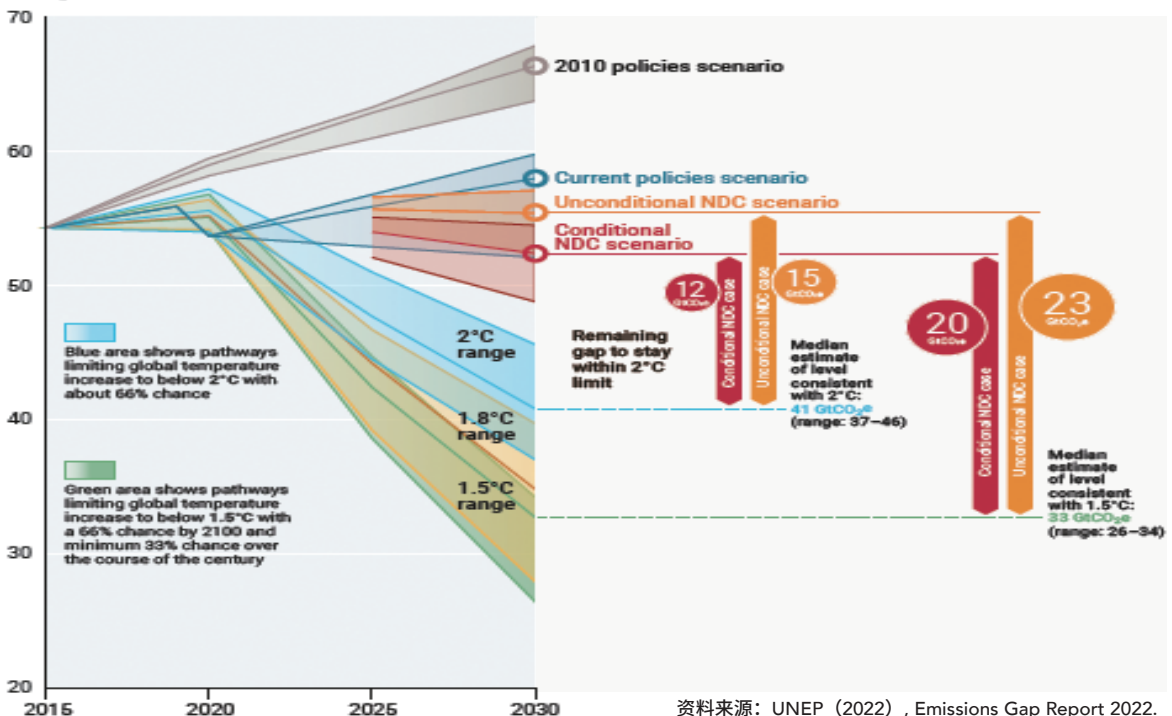 70
60
50
40
30
20
2015
2020
2025
2030
2010 policies scenario
Current policies scenario
Unconditional NDC scenario
Conditional
NDC scenario
2°C
range
1.8°C
range
1.5°C
range
Blue area shows pathways
limiting global temperature
increase to below 2°C with
about 66% chance
Green area shows pathways
limiting global temperature
increase to below 1.5°C with
a 66% chance by 2100 and
minimum 33% chance over
the course of the century
Remaining
gap to stay
within 2°C
limit
12
GtCO₂e
Conditional NDC case
15
GtCO₂e
Unconditional NDC case
Median
estimate
of level
consistent
with 2°C:
41 GtCO₂e
(range: 37–46)
20
GtCO₂e
Conditional NDC case
23
GtCO₂e
Unconditional NDC case
Median
estimate
of level
consistent
with 1.5°C:
33 GtCO₂e
(range: 26–34)
资料来源：UNEP（2022）, Emissions Gap Report 2022.